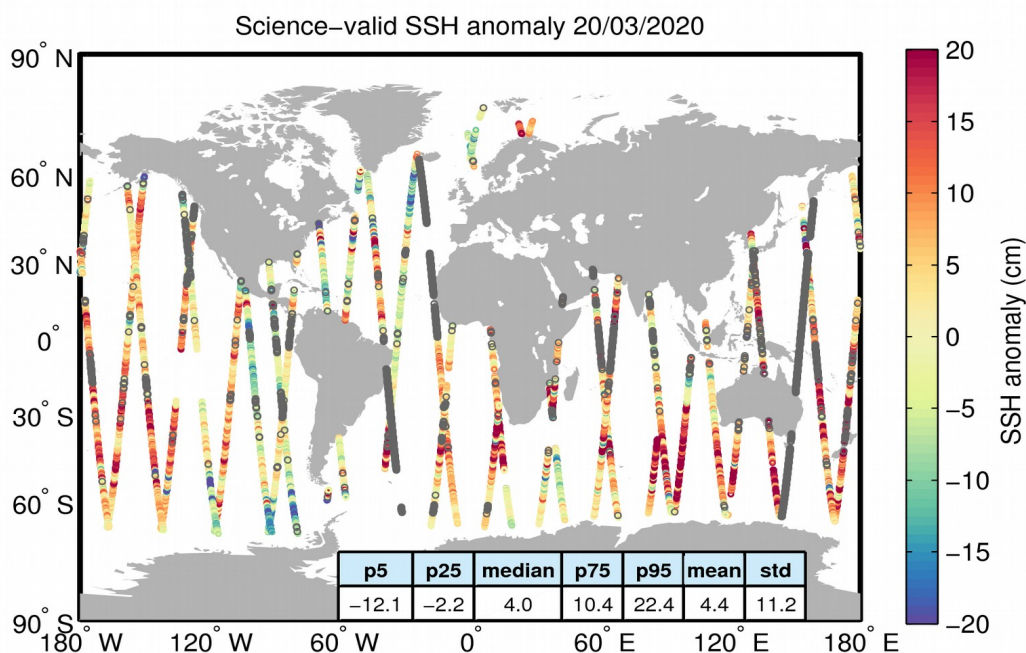 Science−valid SSH anomaly 20/03/2020
90° N
60° N
30° N
0°
30° S
60° S
90° S
180° W
120° W
60° W
0°
60° E
120° E
180° E
p5 p25 median p75 p95 mean std
−12.1 −2.2 4.0 10.4 22.4 4.4 11.2
20
15
10
5
0
−5
−10
−15
−20
SSH anomaly (cm)